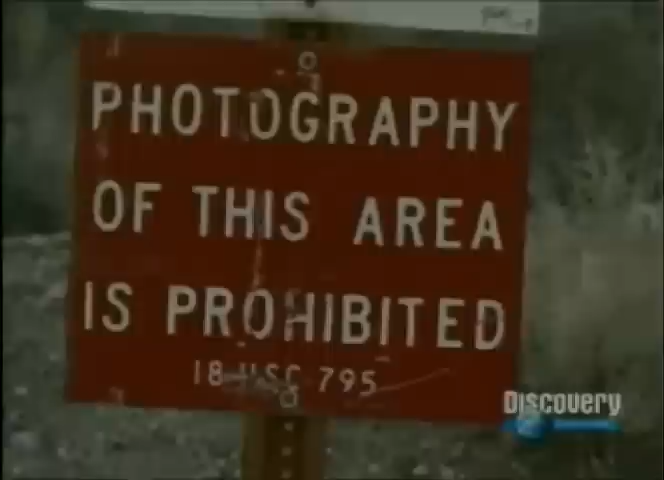 PHOTOGRAPHY
OF THIS AREA
IS PROHIBITED
18 USC 795
Discovery